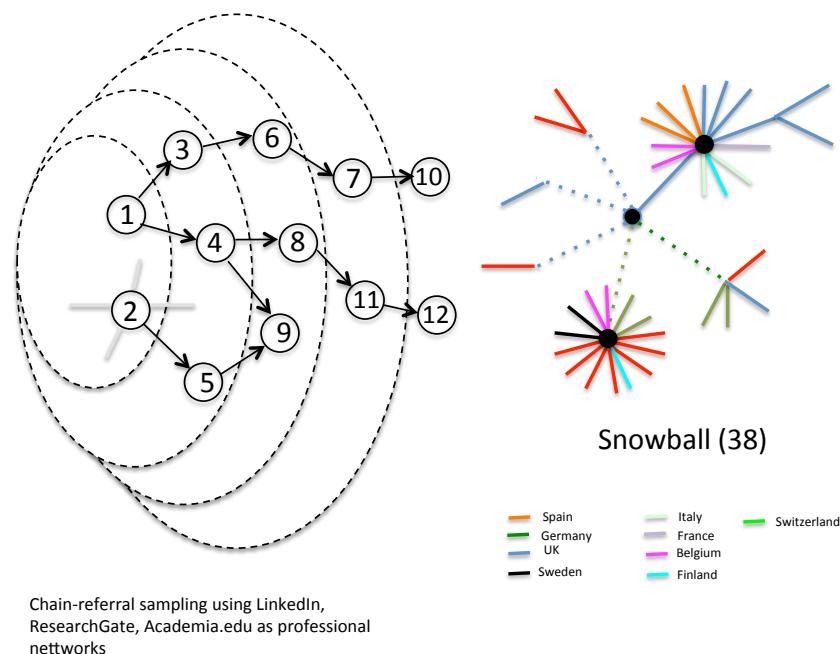 1
2
3
4
5
6
7
8
9
10
11
12
Snowball (38)
Spain
Germany
UK
Sweden
Italy
France
Belgium
Finland
Switzerland
Chain-referral sampling using LinkedIn,
ResearchGate, Academia.edu as professional
nettworks